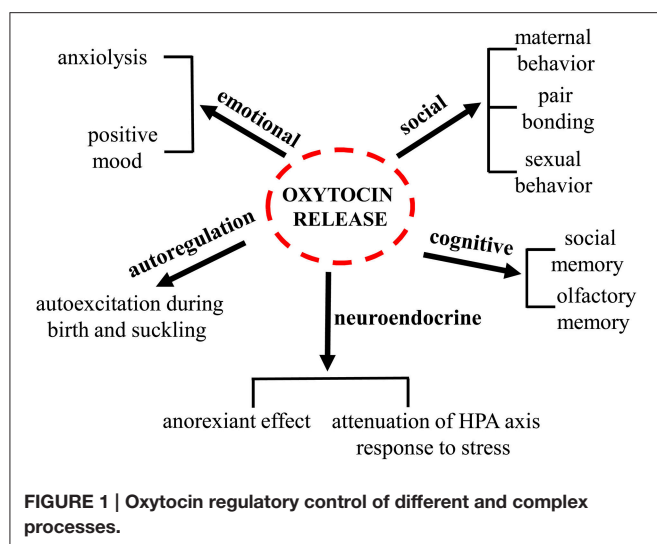 anxiolysis
positive
mood
emotional
social
maternal
behavior
pair
bonding
sexual
behavior
OXYTOCIN
RELEASE
autoregulation
autoexcitation during
birth and suckling
cognitive
social
memory
olfactory
memory
neuroendocrine
anorexiant effect
attenuation of HPA axis
response to stress
FIGURE 1 | Oxytocin regulatory control of different and complex
processes.